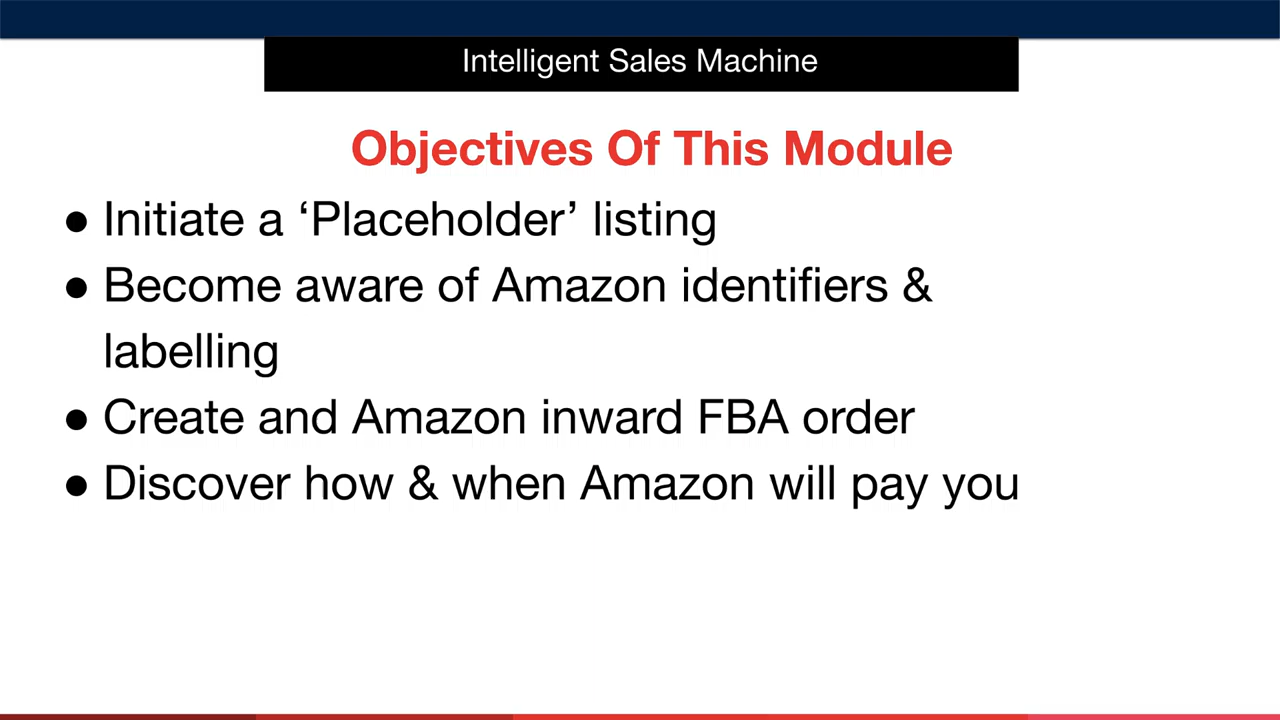 Intelligent Sales Machine
Objectives Of This Module
● Initiate a ‘Placeholder’ listing
● Become aware of Amazon identifiers &
labelling
● Create and Amazon inward FBA order
● Discover how & when Amazon will pay you